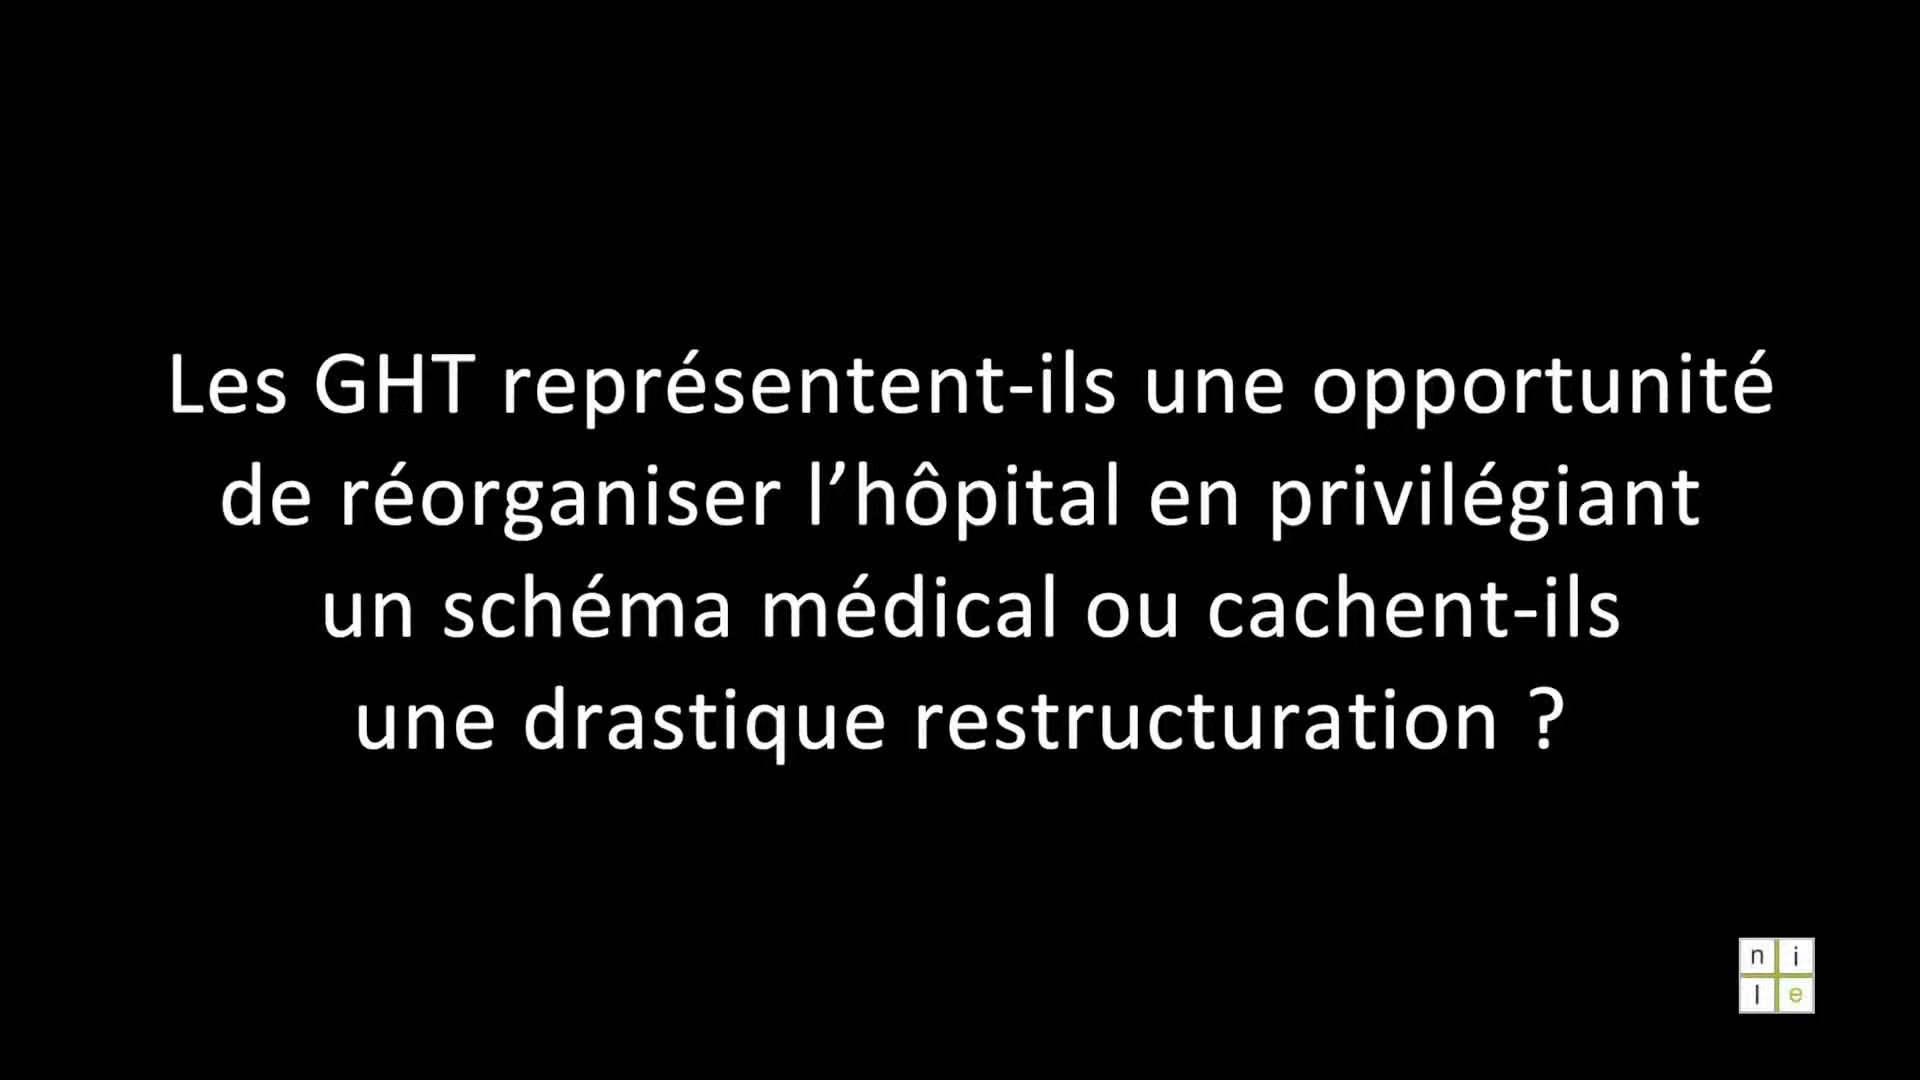 Les GHT représentent-ils une opportunité
de réorganiser l’hôpital en privilégiant
un schéma médical ou cachent-ils
une drastique restructuration ?
n i
l e